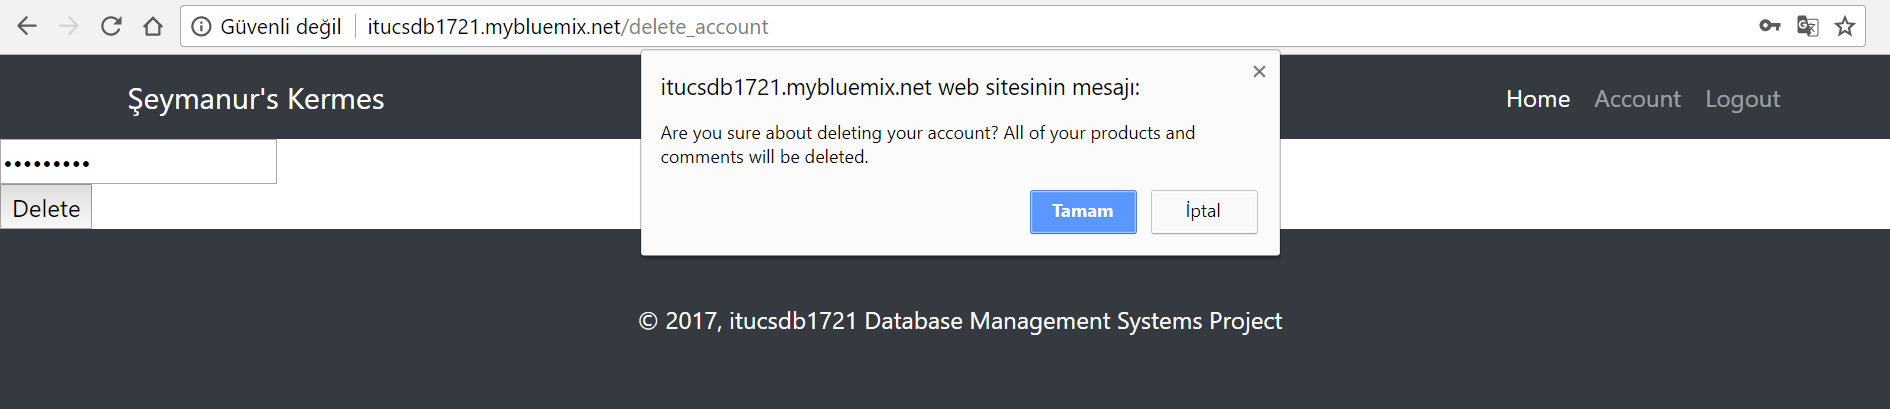 Güvenli değil itucsdb1721.mybluemix.net/delete_account
Şeymanur's Kermes
Home Account Logout
itucsdb1721.mybluemix.net web sitesinin mesajı:
Are you sure about deleting your account? All of your products and
comments will be deleted.
Tamam İptal
•••••••••
Delete
© 2017, itucsdb1721 Database Management Systems Project